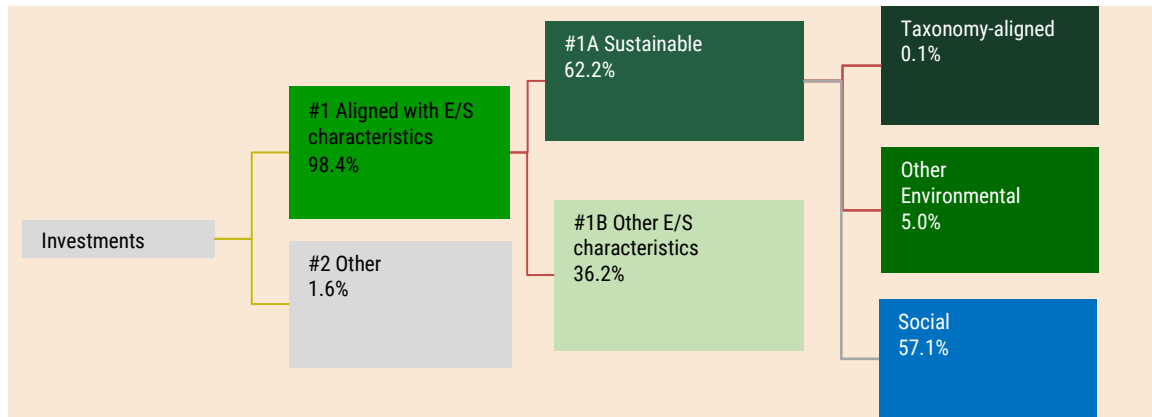 Investments
#1 Aligned with E/S
characteristics
98.4%
#2 Other
1.6%
#1A Sustainable
62.2%
#1B Other E/S
characteristics
36.2%
Taxonomy-aligned
0.1%
Other
Environmental
5.0%
Social
57.1%